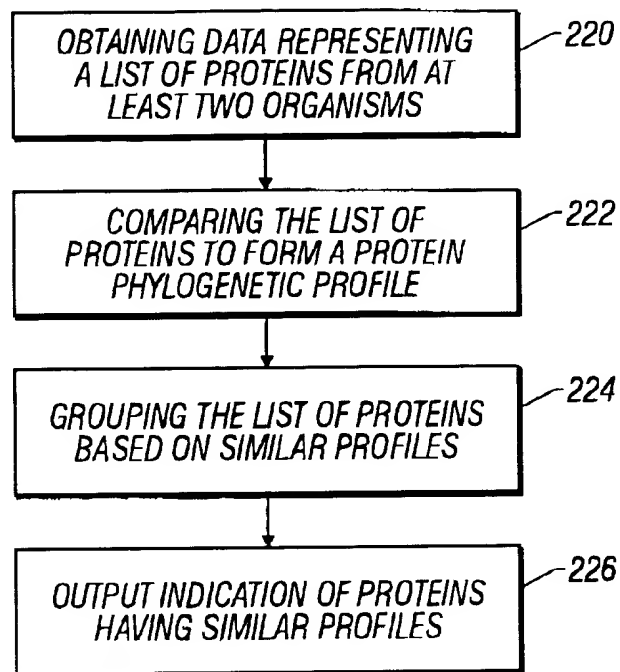 OBTAINING DATA REPRESENTING
A LIST OF PROTEINS FROM AT
LEAST TWO ORGANISMS
220
COMPARING THE LIST OF
PROTEINS TO FORM A PROTEIN
PHYLOGENETIC PROFILE
222
GROUPING THE LIST OF PROTEINS
BASED ON SIMILAR PROFILES
224
OUTPUT INDICATION OF PROTEINS
HAVING SIMILAR PROFILES
226